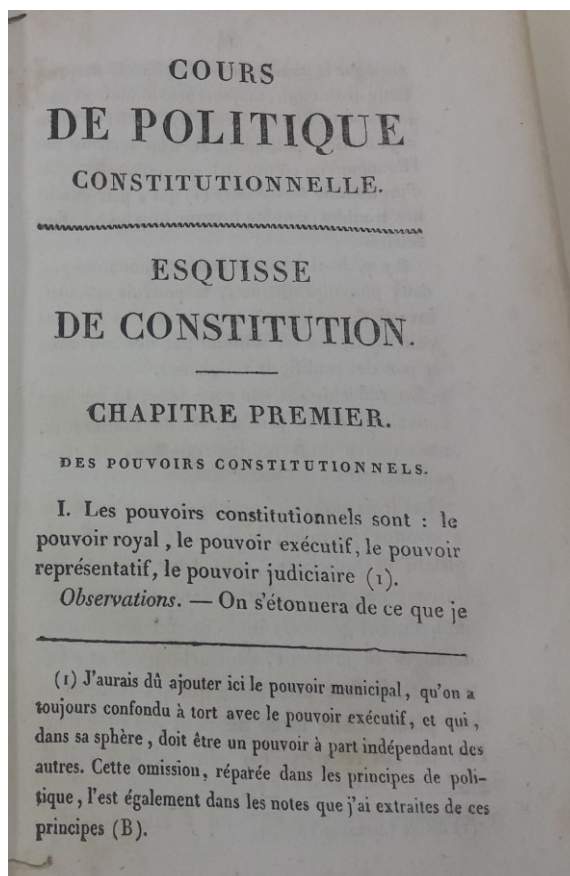 COURS
DE POLITIQUE
CONSTITUTIONNELLE.
ESQUISSE
DE CONSTITUTION.
CHAPITRE PREMIER.
DES POUVOIRS CONSTITUTIONNELS.
I. Les pouvoirs constitutionnels sont : le
pouvoir royal, le pouvoir exécutif, le pouvoir
représentatif, le pouvoir judiciaire (1).
Observations. — On s'étonnera de ce que je
(1) J'aurais dû ajouter ici le pouvoir municipal, qu'on a
toujours confondu à tort avec le pouvoir exécutif, et qui,
dans sa sphère, doit être un pouvoir à part indépendant des
autres. Cette omission, réparée dans les principes de poli-
tique, l'est également dans les notes que j'ai extraites de ces
principes (B).